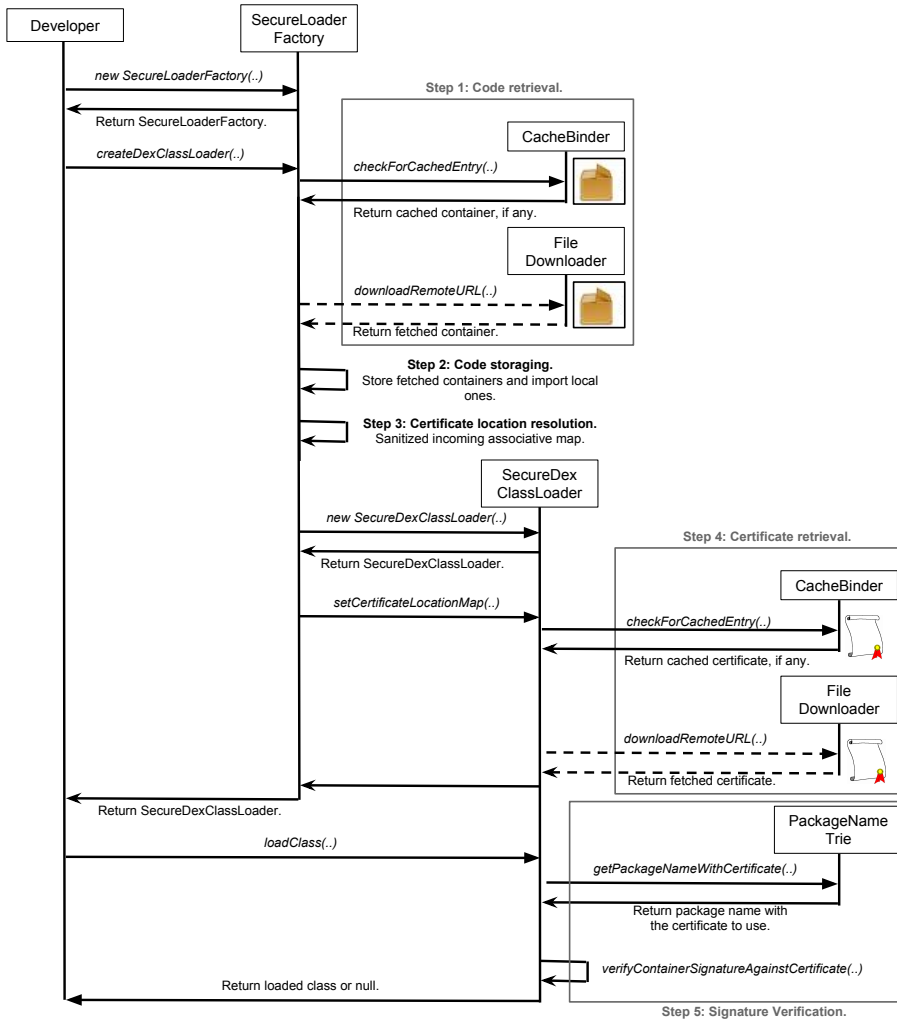 Developer
SecureLoader
Factory
new SecureLoaderFactory(..)
Return SecureLoaderFactory.
createDexClassLoader(..)
Step 1: Code retrieval.
CacheBinder
checkForCachedEntry(..)
Return cached container, if any.
File
Downloader
downloadRemoteURL(..)
Return fetched container.
Step 2: Code storaging.
Store fetched containers and import local
ones.
Step 3: Certificate location resolution.
Sanitized incoming associative map.
SecureDex
ClassLoader
new SecureDexClassLoader(..)
Return SecureDexClassLoader.
setCertificateLocationMap(..)
Step 4: Certificate retrieval.
CacheBinder
checkForCachedEntry(..)
Return cached certificate, if any.
File
Downloader
downloadRemoteURL(..)
Return fetched certificate.
Return SecureDexClassLoader.
loadClass(..)
PackageName
Trie
getPackageNameWithCertificate(..)
Return package name with
the certificate to use.
verifyContainerSignatureAgainstCertificate(..)
Return loaded class or null.
Step 5: Signature Verification.